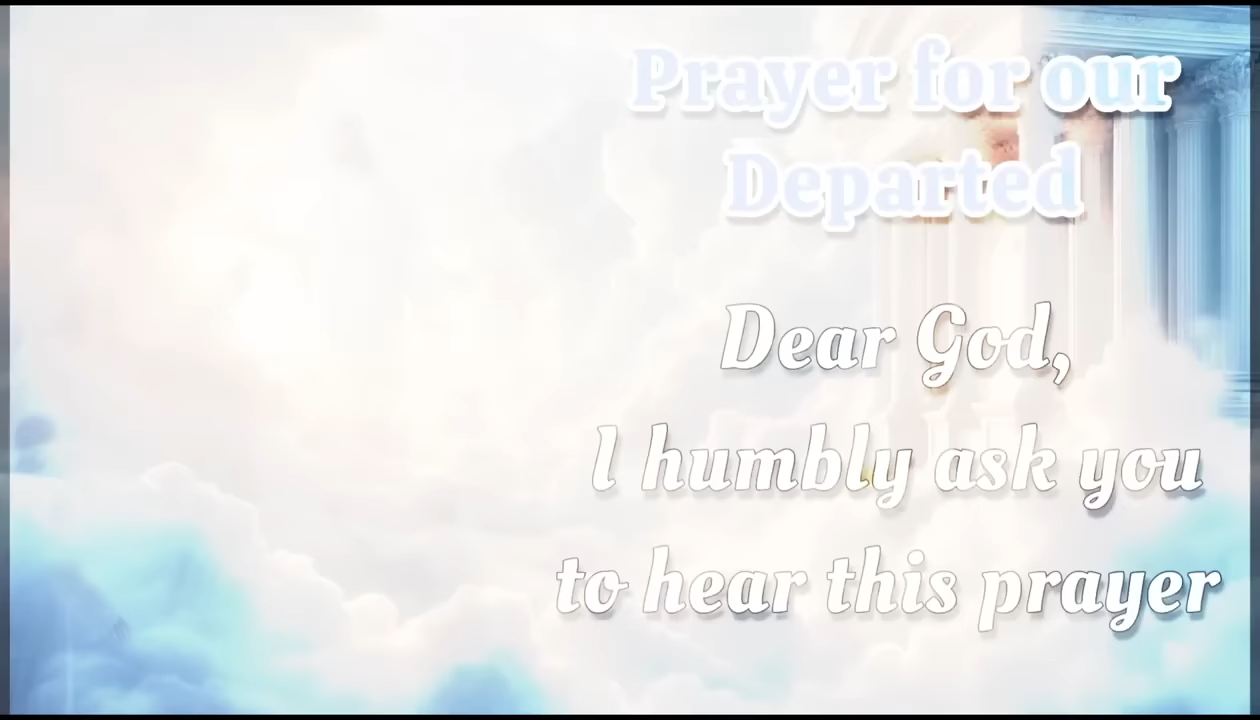 Prayer for our
Departed
Dear God,
I humbly ask you
to hear this prayer